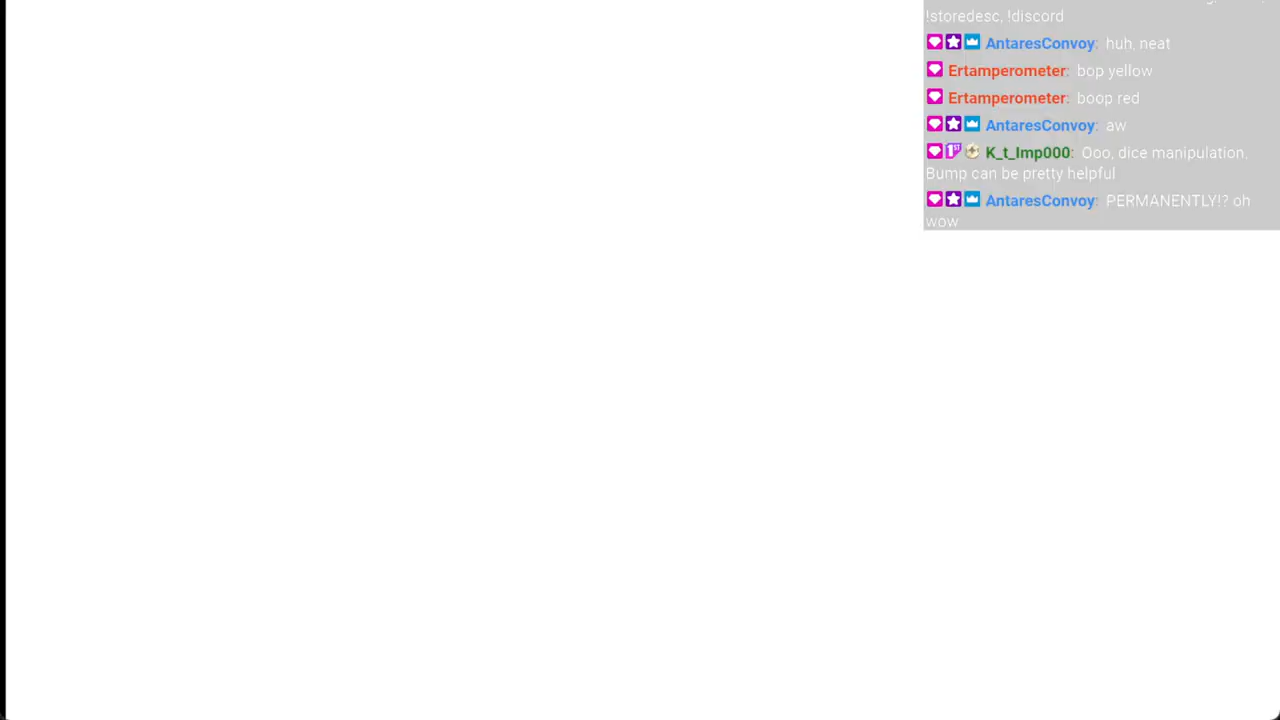 !storedesc, !discord
AntaresConvoy: huh, neat
Ertamperometer: bop yellow
Ertamperometer: boop red
AntaresConvoy: aw
K_t_Imp000: Ooo, dice manipulation.
Bump can be pretty helpful
AntaresConvoy: PERMANENTLY!? oh
wow